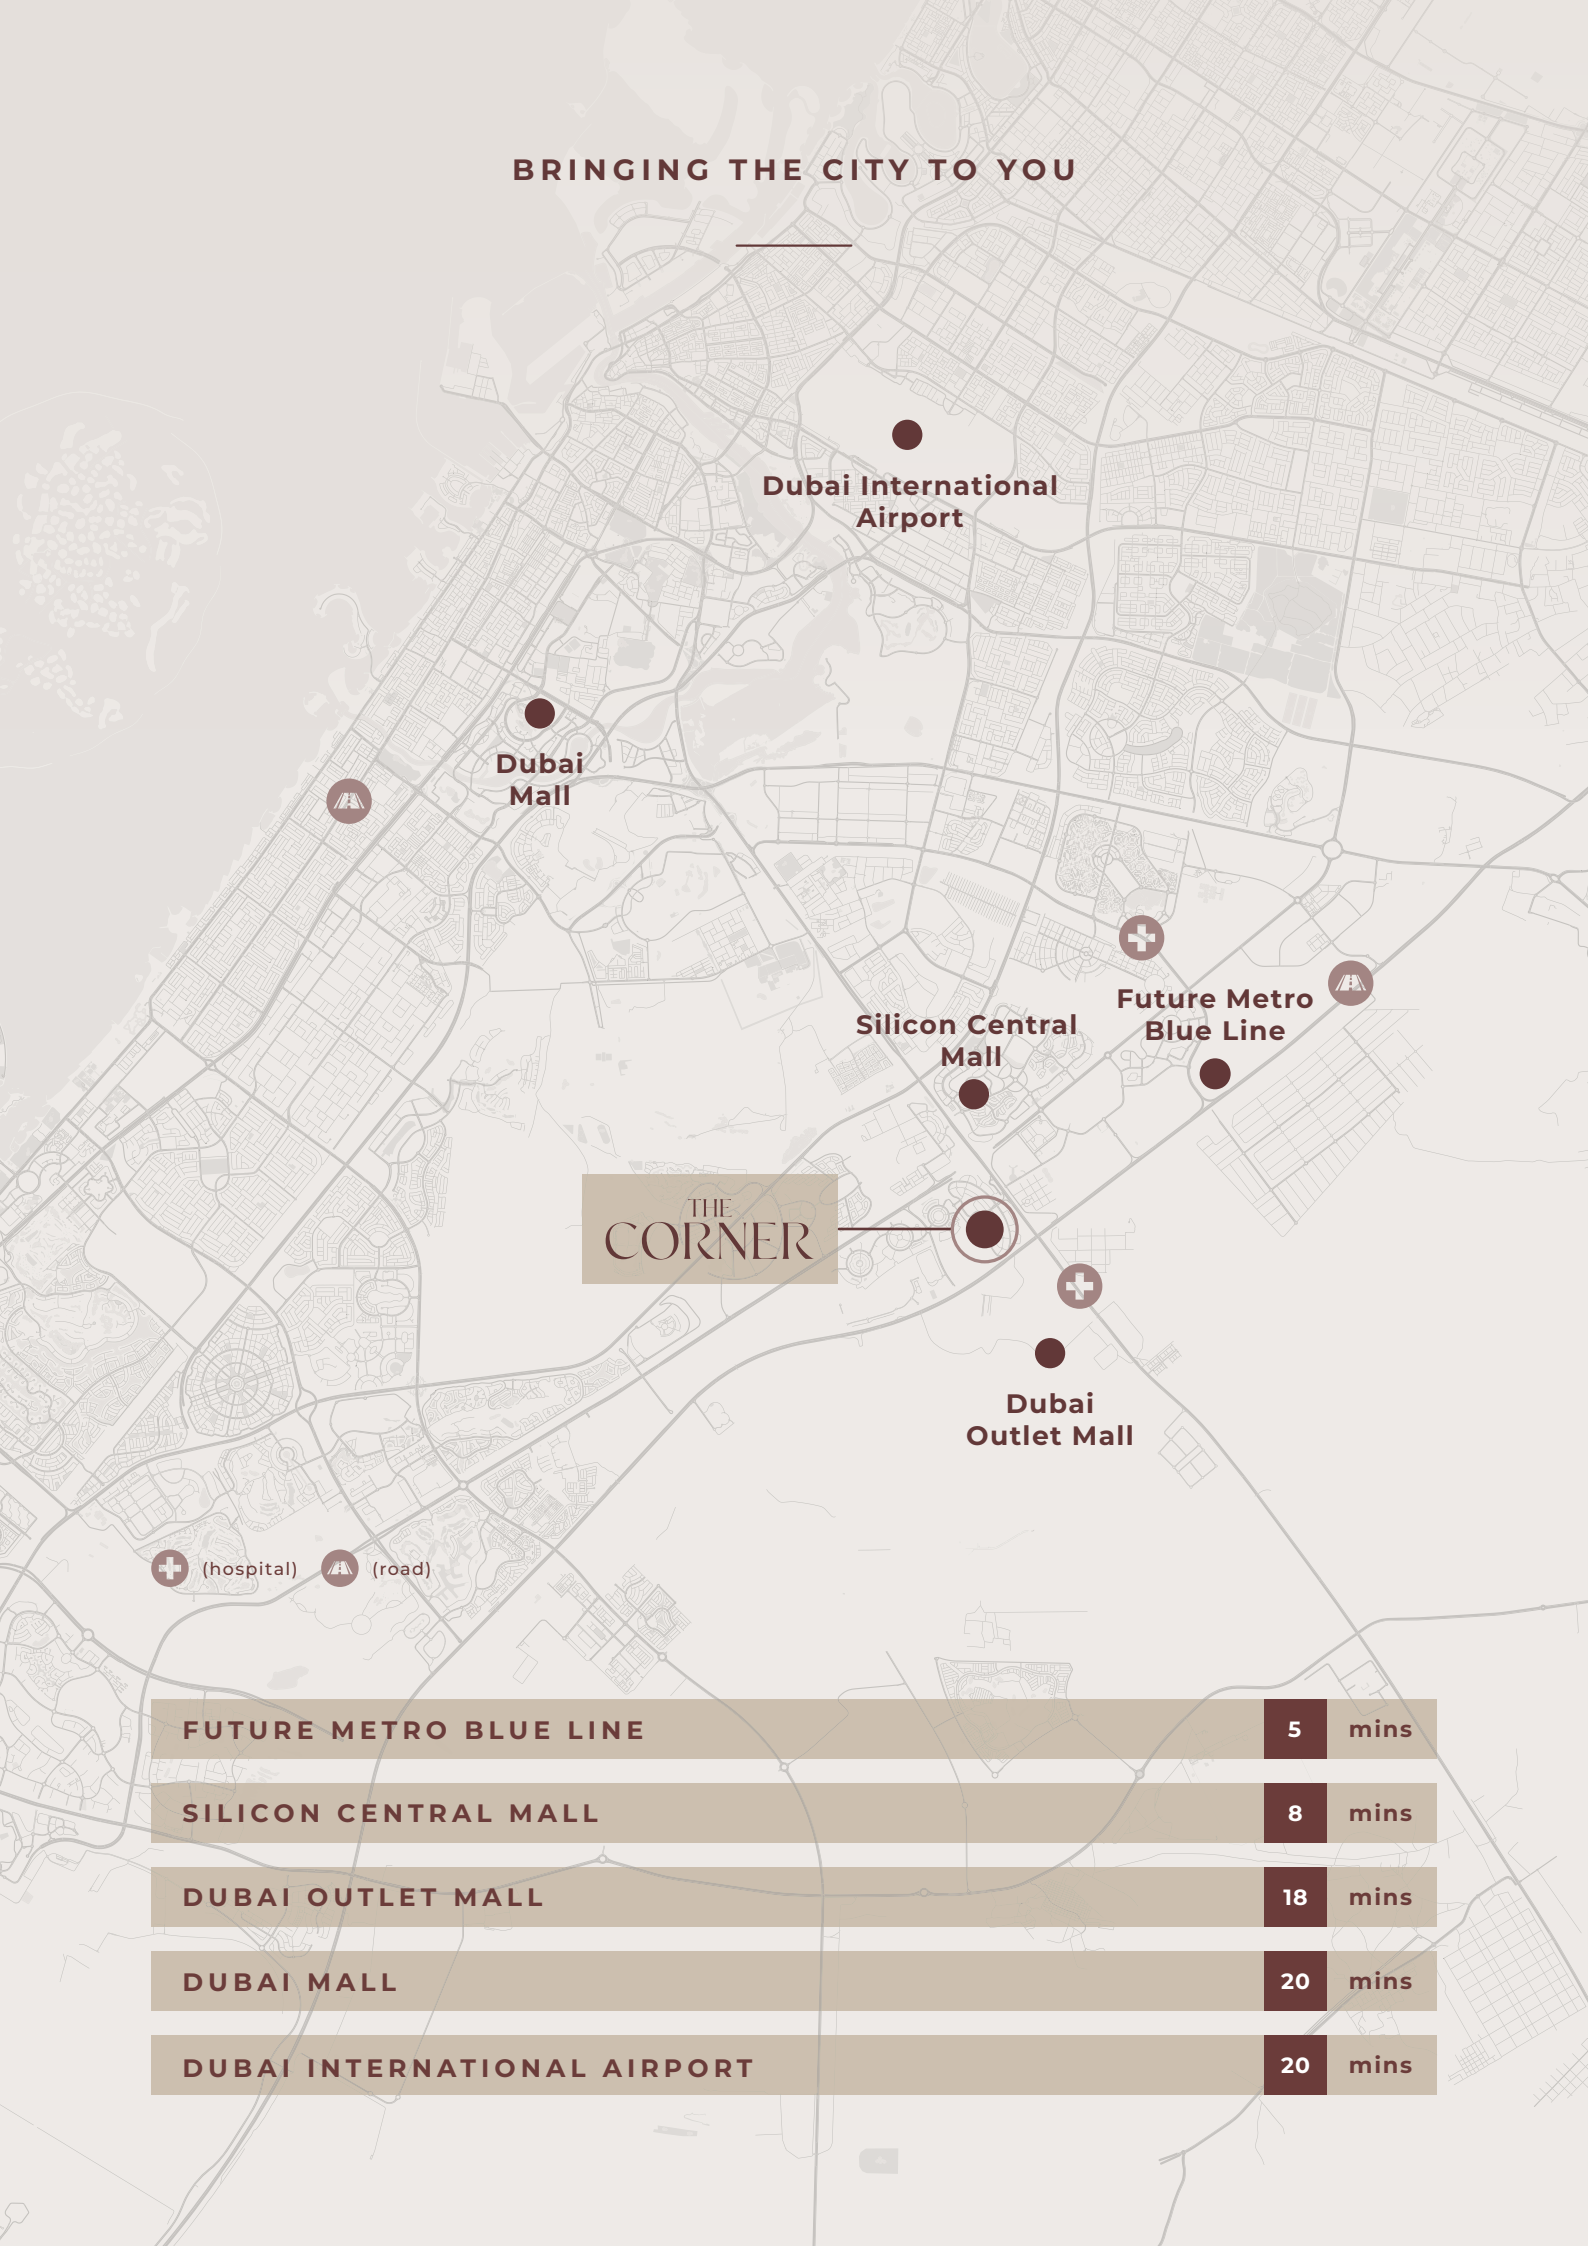 BRINGING THE CITY TO YOU
Dubai International
Airport
Dubai
Mall
Future Metro
Blue Line
Silicon Central
Mall
THE
CORNER
Dubai
Outlet Mall
(hospital) (road)
FUTURE METRO BLUE LINE 5 mins
SILICON CENTRAL MALL 8 mins
DUBAI OUTLET MALL 18 mins
DUBAI MALL 20 mins
DUBAI INTERNATIONAL AIRPORT 20 mins